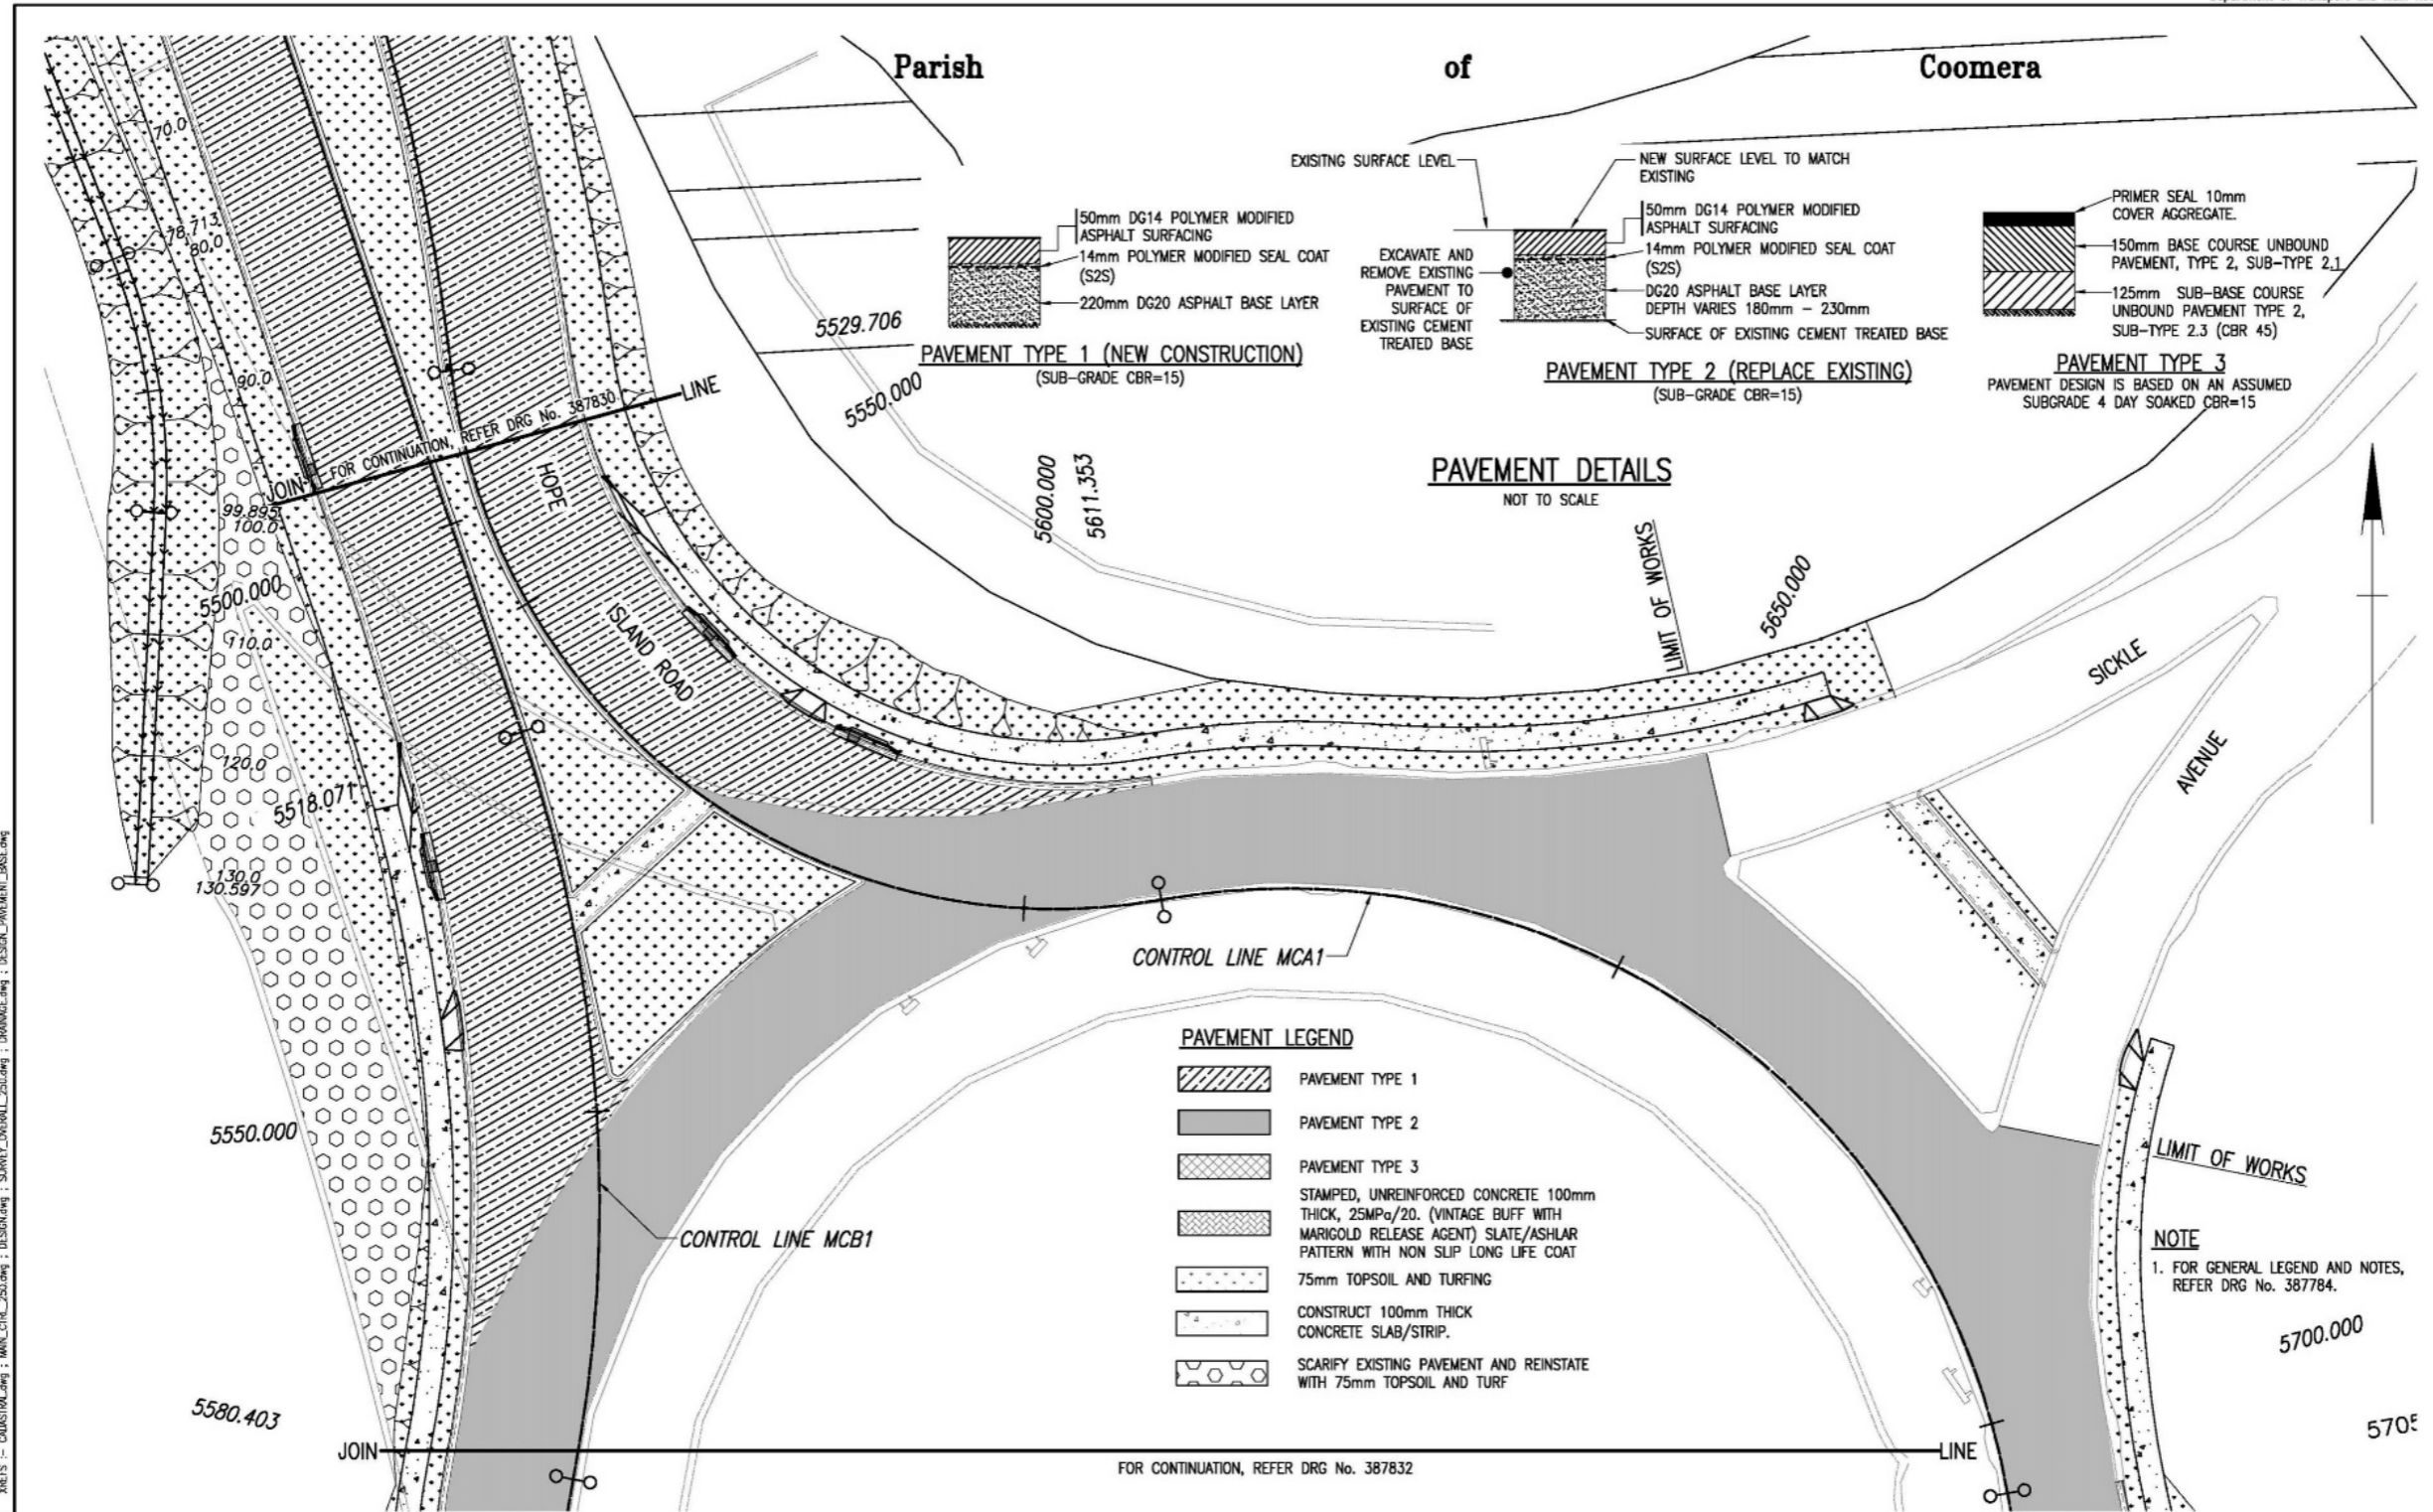 Parish of Coomera
EXISITNG SURFACE LEVEL
NEW SURFACE LEVEL TO MATCH
EXISTING
50mm DG14 POLYMER MODIFIED
ASPHALT SURFACING
14mm POLYMER MODIFIED SEAL COAT
(S2S)
220mm DG20 ASPHALT BASE LAYER
PAVEMENT TYPE 1 (NEW CONSTRUCTION)
(SUB-GRADE CBR=15)
EXCAVATE AND
REMOVE EXISTING
PAVEMENT TO
SURFACE OF
EXISTING CEMENT
TREATED BASE
50mm DG14 POLYMER MODIFIED
ASPHALT SURFACING
14mm POLYMER MODIFIED SEAL COAT
(S2S)
DG20 ASPHALT BASE LAYER
DEPTH VARIES 180mm - 230mm
SURFACE OF EXISTING CEMENT TREATED BASE
PAVEMENT TYPE 2 (REPLACE EXISTING)
(SUB-GRADE CBR=15)
PRIMER SEAL 10mm
COVER AGGREGATE.
150mm BASE COURSE UNBOUND
PAVEMENT, TYPE 2, SUB-TYPE 2.1
125mm SUB-BASE COURSE
UNBOUND PAVEMENT TYPE 2,
SUB-TYPE 2.3 (CBR 45)
PAVEMENT TYPE 3
PAVEMENT DESIGN IS BASED ON AN ASSUMED
SUBGRADE 4 DAY SOAKED CBR=15
PAVEMENT DETAILS
NOT TO SCALE
70.0
78.713
80.0
90.0
JOIN
FOR CONTINUATION, REFER DRG No. 387830
LINE
99.895
100.0
5500.000
110.0
120.0
5518.071
130.0
130.597
5529.706
5550.000
5600.000
5611.353
HOPE
ISLAND ROAD
LIMIT OF WORKS
5650.000
SICKLE
AVENUE
CONTROL LINE MCA1
5550.000
CONTROL LINE MCB1
5580.403
PAVEMENT LEGEND
PAVEMENT TYPE 1
PAVEMENT TYPE 2
PAVEMENT TYPE 3
STAMPED, UNREINFORCED CONCRETE 100mm
THICK, 25MPa/20. (VINTAGE BUFF WITH
MARIGOLD RELEASE AGENT) SLATE/ASHLAR
PATTERN WITH NON SLIP LONG LIFE COAT
75mm TOPSOIL AND TURFING
CONSTRUCT 100mm THICK
CONCRETE SLAB/STRIP.
SCARIFY EXISTING PAVEMENT AND REINSTATE
WITH 75mm TOPSOIL AND TURF
LIMIT OF WORKS
NOTE
1. FOR GENERAL LEGEND AND NOTES,
REFER DRG No. 387784.
5700.000
5705
JOIN
LINE
FOR CONTINUATION, REFER DRG No. 387832